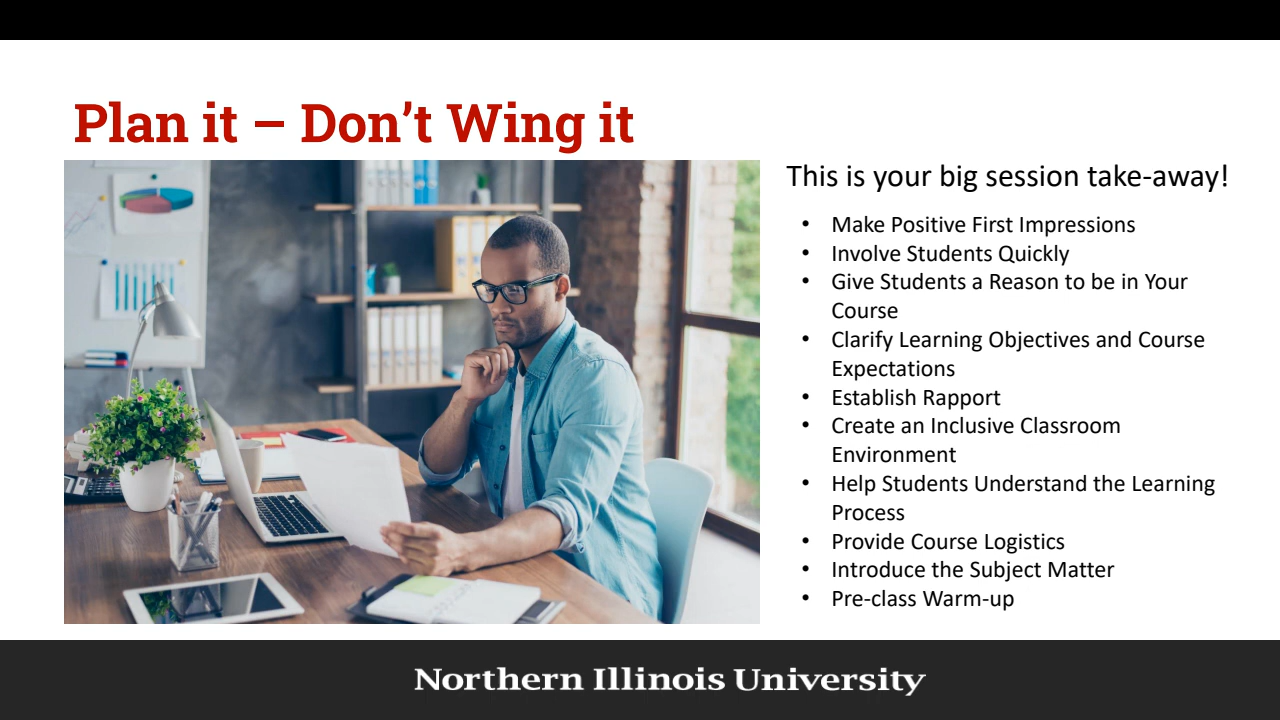 Plan it – Don’t Wing it
This is your big session take-away!
• Make Positive First Impressions
• Involve Students Quickly
• Give Students a Reason to be in Your
Course
• Clarify Learning Objectives and Course
Expectations
• Establish Rapport
• Create an Inclusive Classroom
Environment
• Help Students Understand the Learning
Process
• Provide Course Logistics
• Introduce the Subject Matter
• Pre-class Warm-up
Northern Illinois University